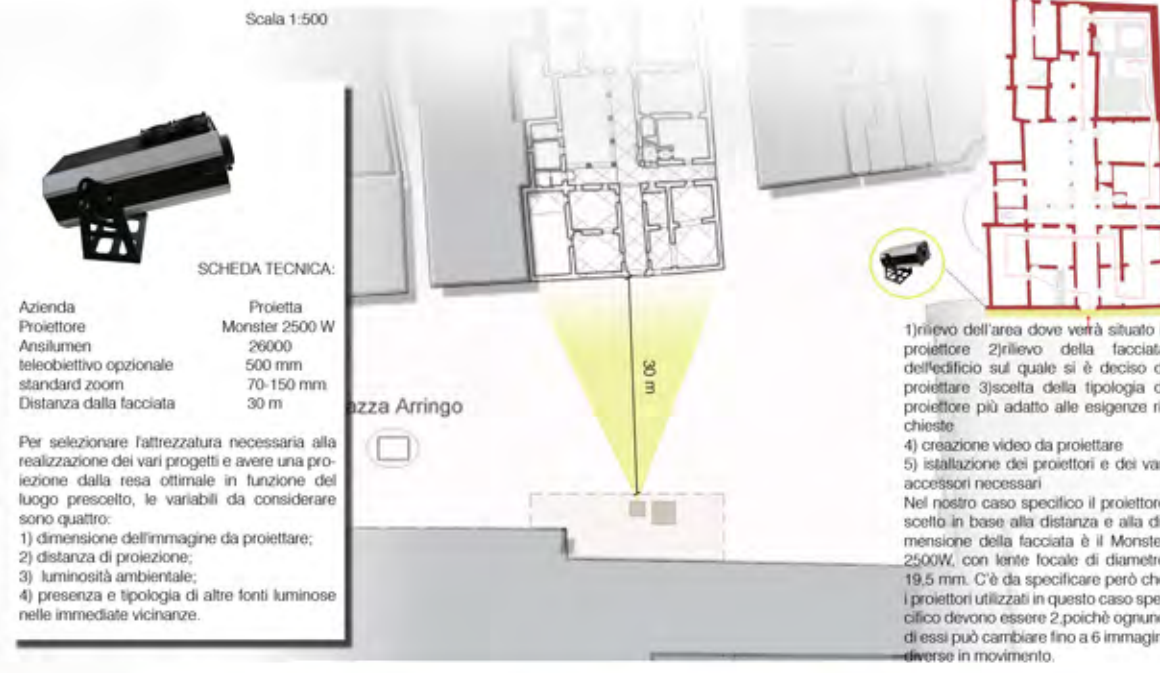 Scala 1:500
SCHEDA TECNICA:
Azienda Proietta
Proiettore Monster 2500 W
Ansilumen 26000
teleobiettivo opzionale 500 mm
standard zoom 70-150 mm
Distanza dalla facciata 30 m
Per selezionare l'attrezzatura necessaria alla
realizzazione dei vari progetti e avere una pro-
iezione dalla resa ottimale in funzione del
luogo prescelto, le variabili da considerare
sono quattro:
1) dimensione dell'immagine da proiettare;
2) distanza di proiezione;
3) luminosità ambientale;
4) presenza e tipologia di altre fonti luminose
nelle immediate vicinanze.
azza Arringo
30 m
1)rilievo dell'area dove verrà situato
proiettore 2)rilievo della facciata
dell'edificio sul quale si è deciso d
proiettare 3)scelta della tipologia d
proiettore più adatto alle esigenze ri
chieste
4) creazione video da proiettare
5) istallazione dei proiettori e dei var
accessori necessari
Nel nostro caso specifico il proiettore
scelto in base alla distanza e alla di
mensione della facciata è il Monste
2500W, con lente focale di diametro
19,5 mm. C'è da specificare però che
i proiettori utilizzati in questo caso spe
cifico devono essere 2,poichè ognuno
di essi può cambiare fino a 6 immagin
diverse in movimento.